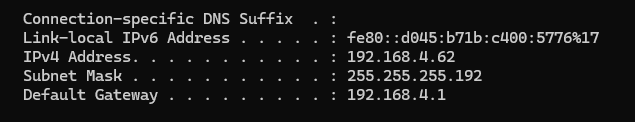 Connection-specific DNS Suffix  . :
Link-local IPv6 Address . . . . . : fe80::d045:b71b:c400:5776%17
IPv4 Address. . . . . . . . . . . : 192.168.4.62
Subnet Mask . . . . . . . . . . . : 255.255.255.192
Default Gateway . . . . . . . . . : 192.168.4.1